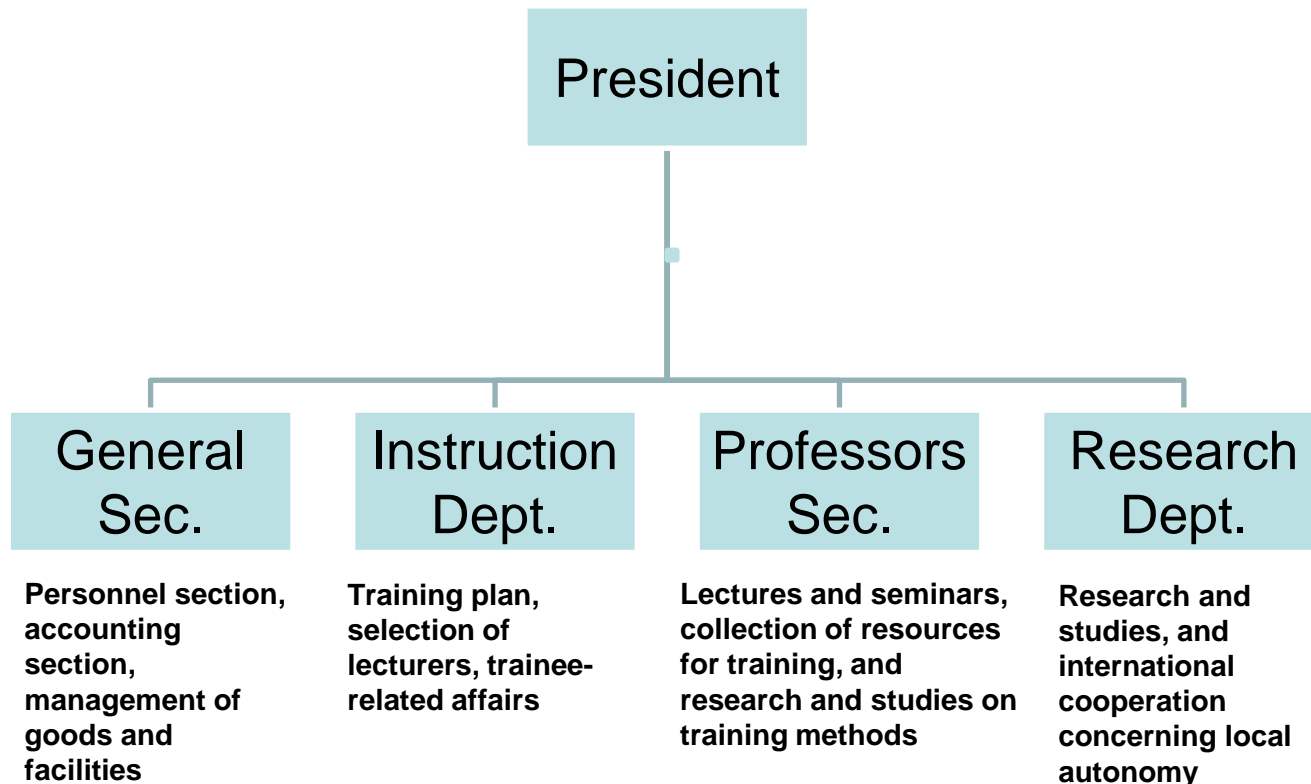 President
General
Sec.
Instruction
Dept.
Professors
Sec.
Research
Dept.
Personnel section,
accounting
section,
management of
goods and
facilities
Training plan,
selection of
lecturers, trainee-
related affairs
Lectures and seminars,
collection of resources
for training, and
research and studies on
training methods
Research and
studies, and
international
cooperation
concerning local
autonomy